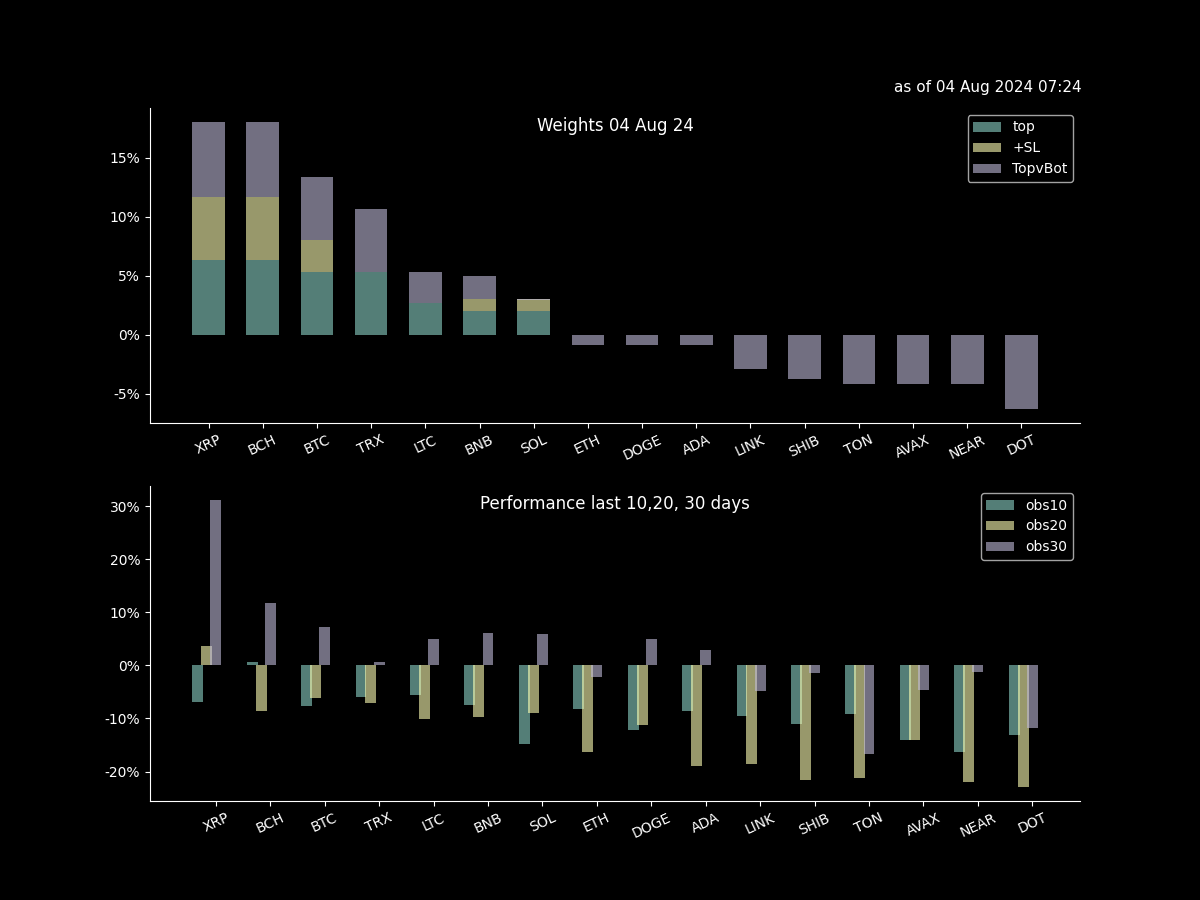 as of 04 Aug 2024 07:24
Weights 04 Aug 24
top
+SL
TopvBot
15%
10%
5%
0%
-5%
XRP BCH BTC TRX LTC BNB SOL ETH DOGE ADA LINK SHIB TON AVAX NEAR DOT
Performance last 10,20, 30 days
obs10
obs20
obs30
30%
20%
10%
0%
-10%
-20%
XRP BCH BTC TRX LTC BNB SOL ETH DOGE ADA LINK SHIB TON AVAX NEAR DOT